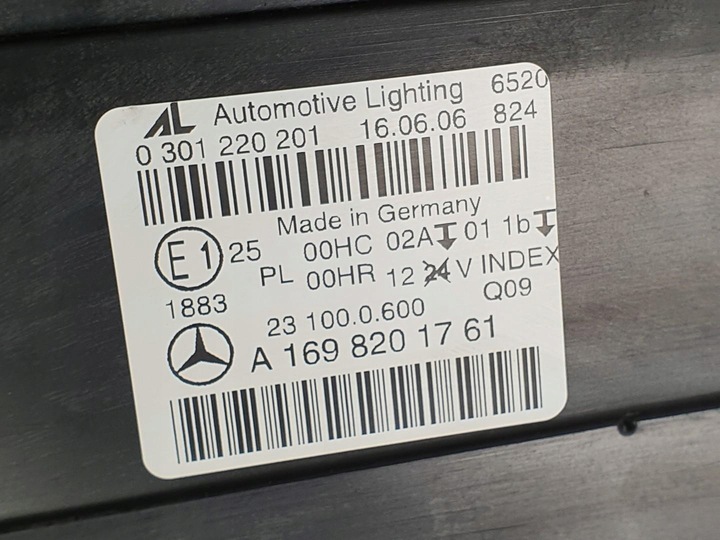 AL Automotive Lighting 6520
0 301 220 201 16.06.06 824
Made in Germany
E1 25 00HC 02A 01 1b
PL 00HR 12 24 V INDEX
1883 Q09
23 100.0.600
A 169 820 17 61